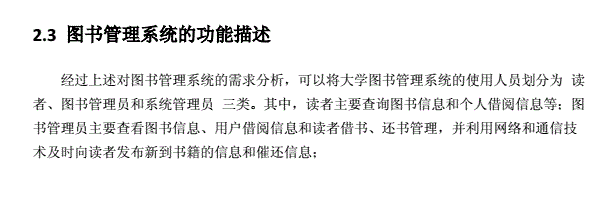 2.3 图书管理系统的功能描述
经过上述对图书管理系统的需求分析，可以将大学图书管理系统的使用人员划分为 读
者、图书管理员和系统管理员 三类。其中，读者主要查询图书信息和个人借阅信息等；图
书管理员主要查看图书信息、用户借阅信息和读者借书、还书管理，并利用网络和通信技
术及时向读者发布新到书籍的信息和催还信息；